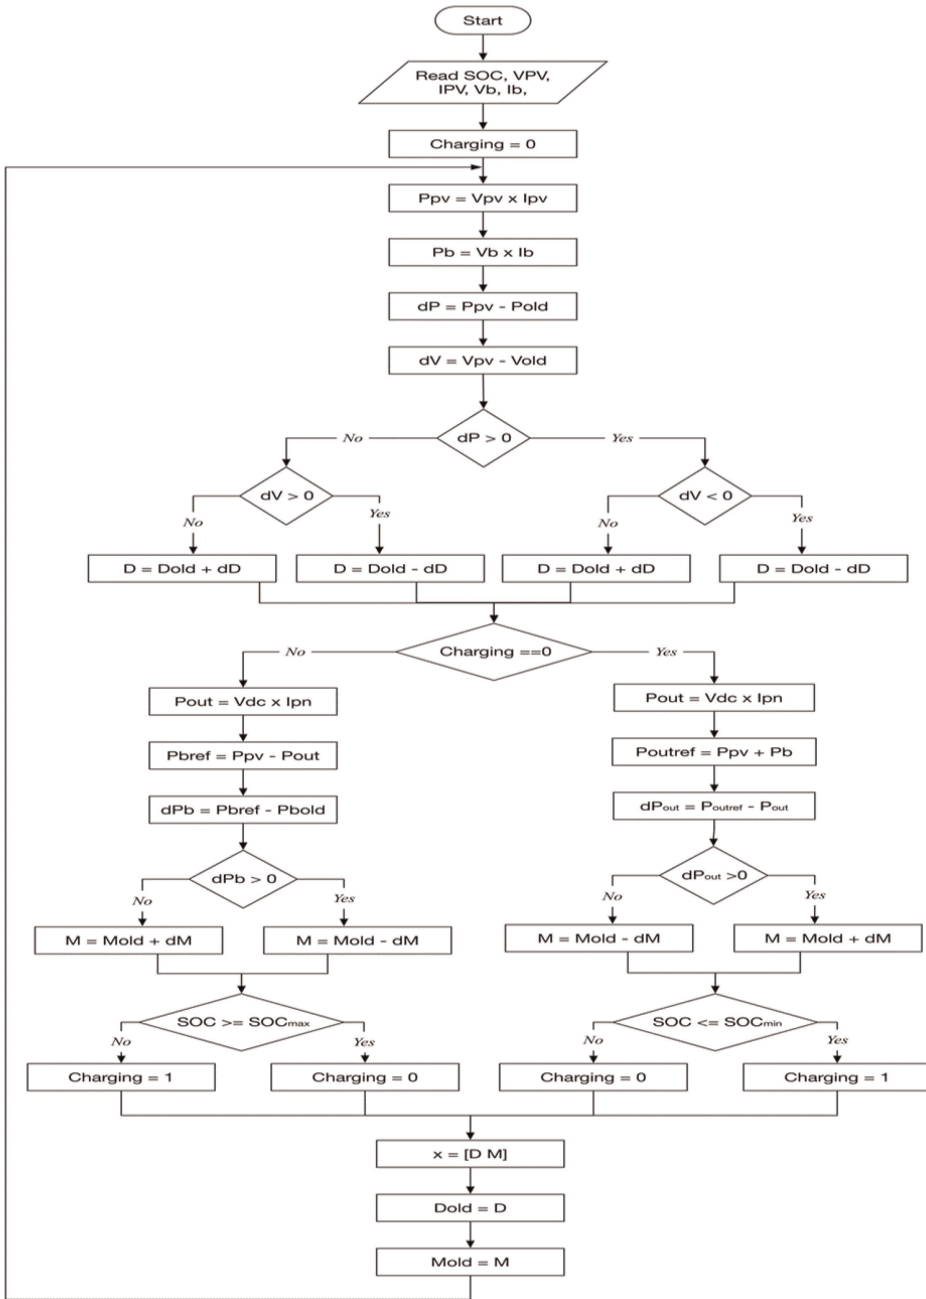 Start
Read SOC, VPV,
IPV, Vb, Ib,
Charging = 0
Ppv = Vpv x Ipv
Pb = Vb x Ib
dP = Ppv - Pold
dV = Vpv - Vold
No
dP > 0
Yes
dV > 0
dV < 0
No
Yes
No
Yes
D = Dold + dD
D = Dold - dD
D = Dold + dD
D = Dold - dD
No
Charging ==0
Yes
Pout = Vdc x Ipn
Pbref = Ppv - Pout
dPb = Pbref - Pbold
dPb > 0
No
Yes
M = Mold + dM
M = Mold - dM
SOC >= SOCmax
No
Yes
Charging = 1
Charging = 0
Pout = Vdc x Ipn
Poutref = Ppv + Pb
dPout = Poutref - Pout
dPout >0
No
Yes
M = Mold - dM
M = Mold + dM
SOC <= SOCmin
No
Yes
Charging = 0
Charging = 1
x = [D M]
Dold = D
Mold = M